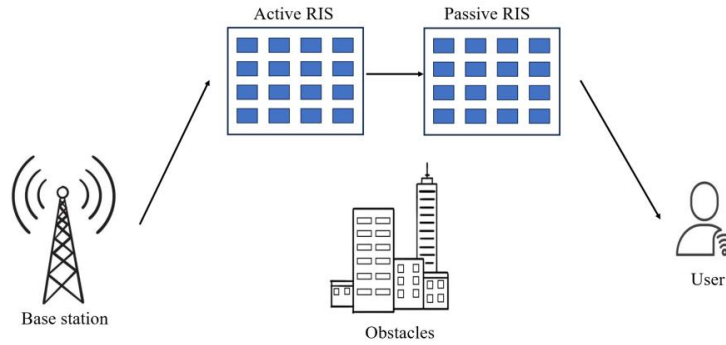 Active RIS
Passive RIS
Base station
Obstacles
User